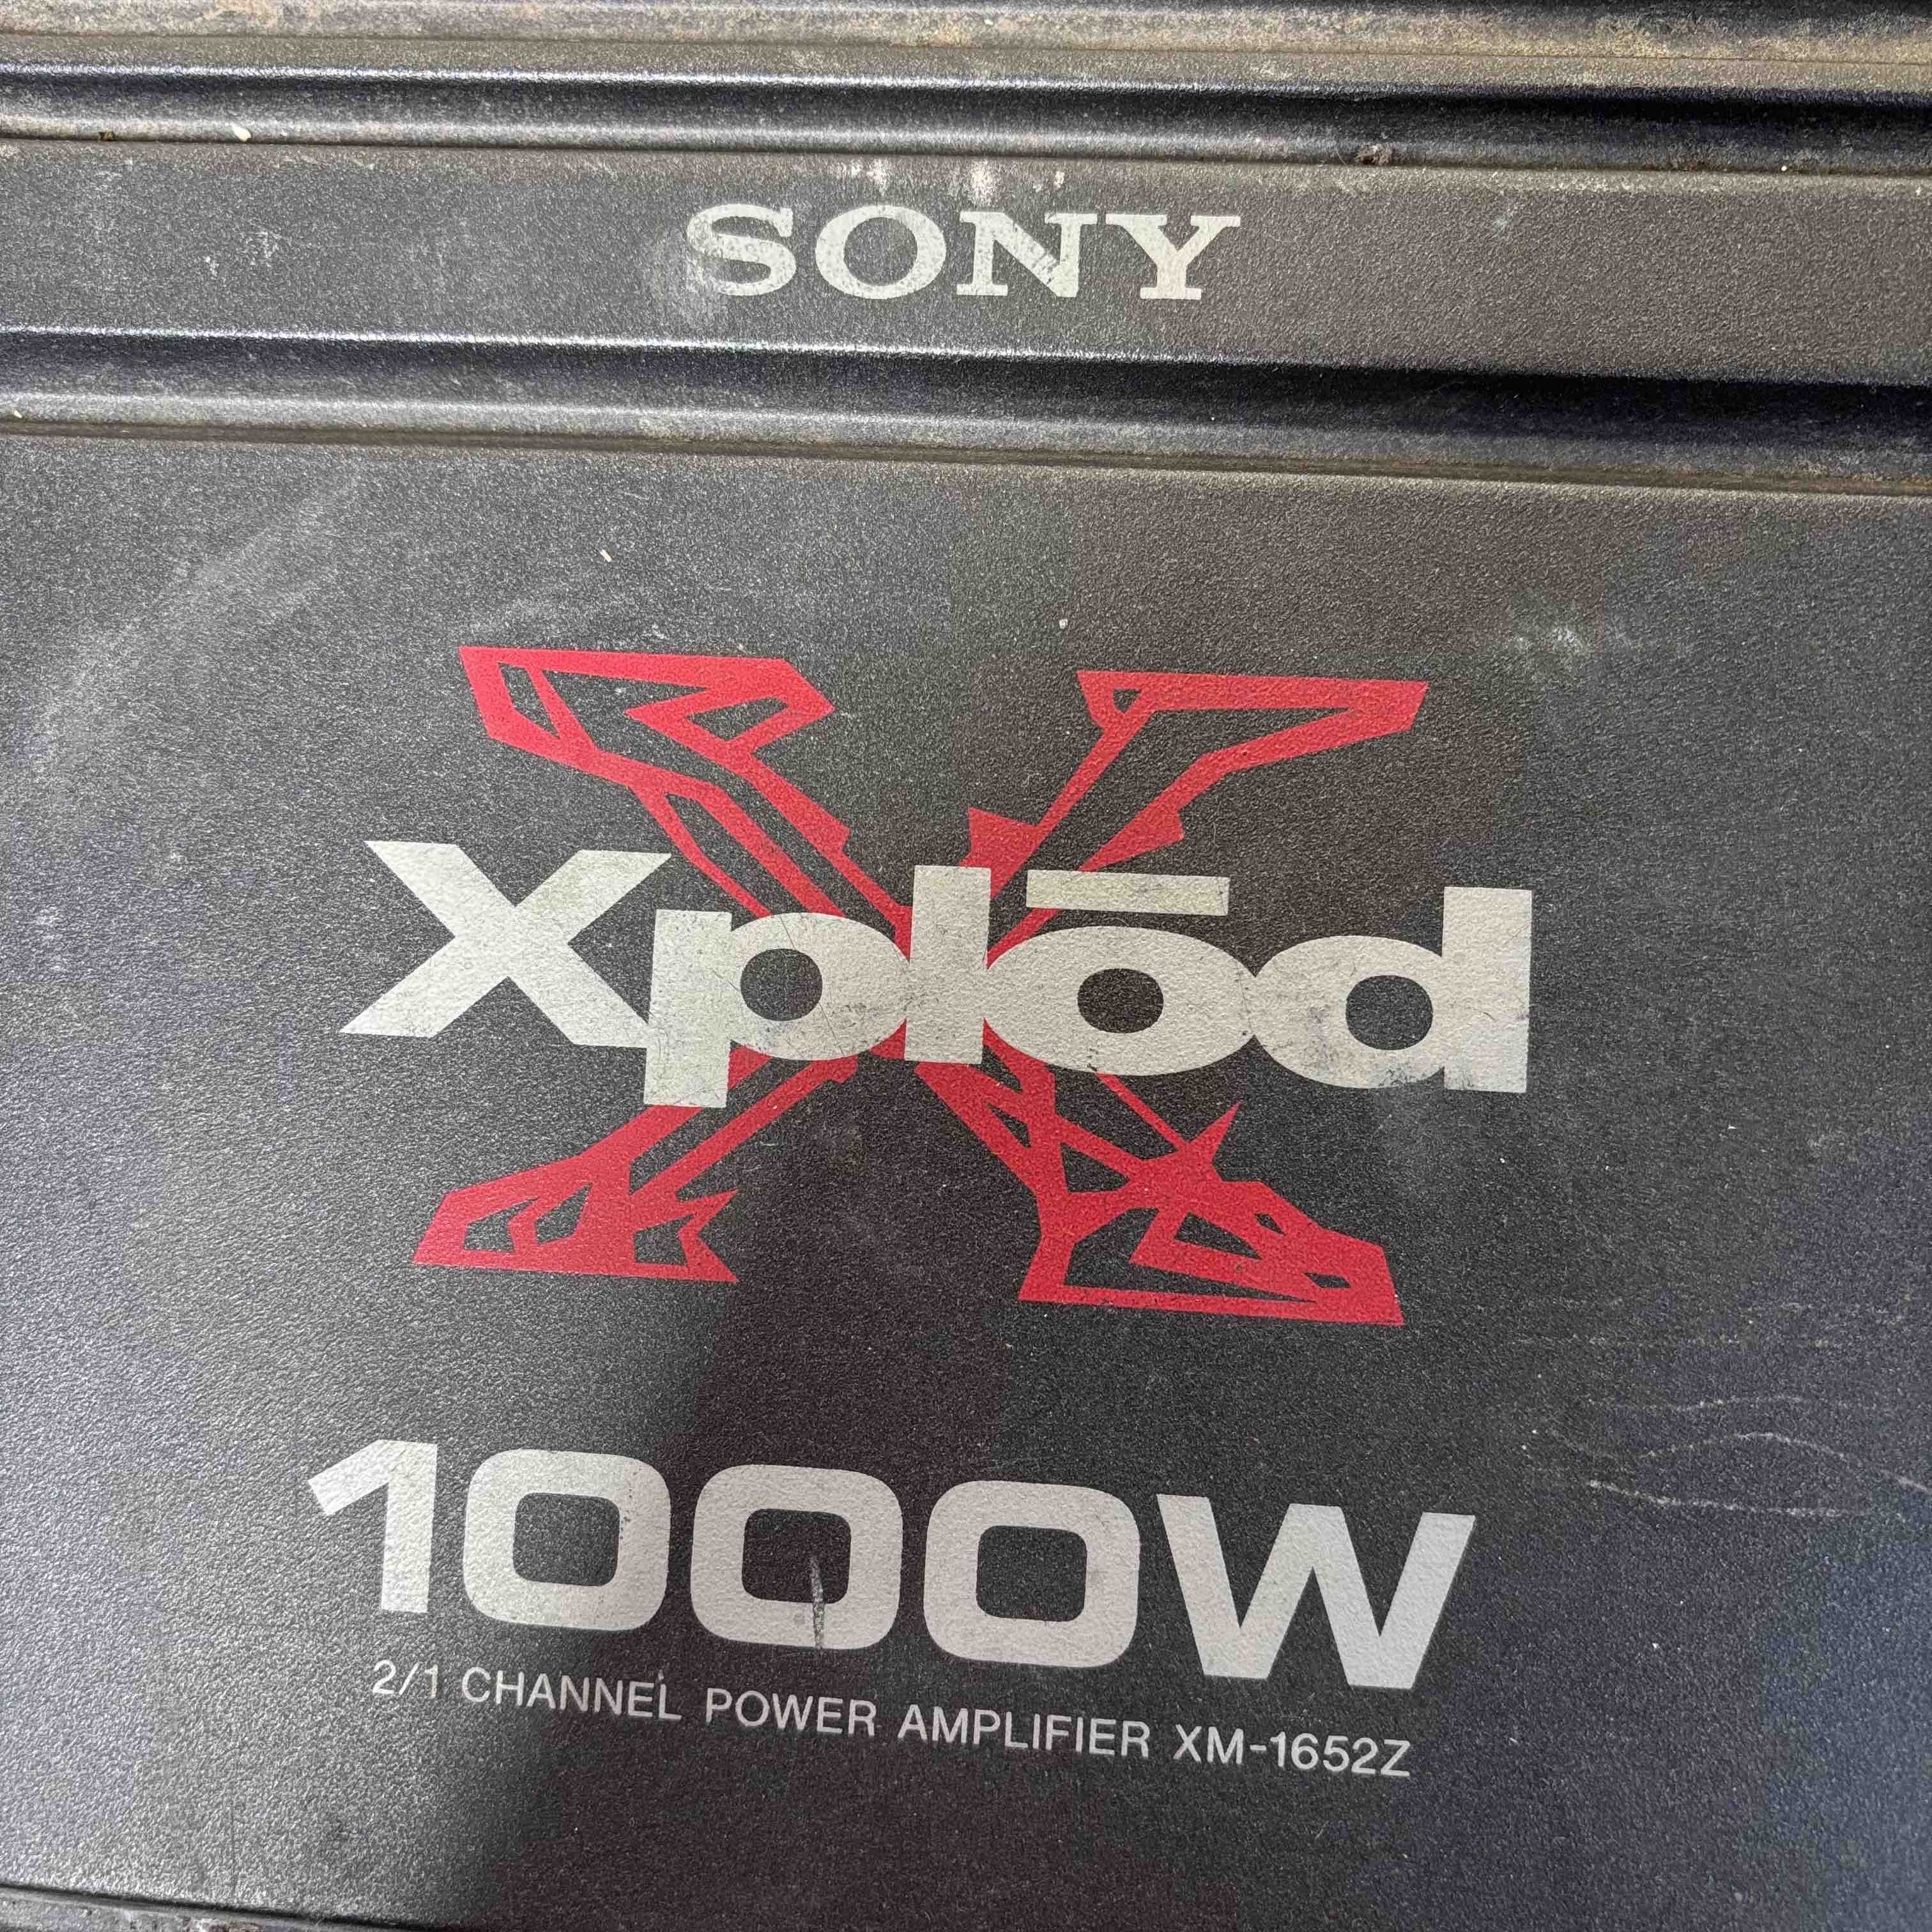 SONY
Xplōd
1000W
2/1 CHANNEL POWER AMPLIFIER XM-1652Z